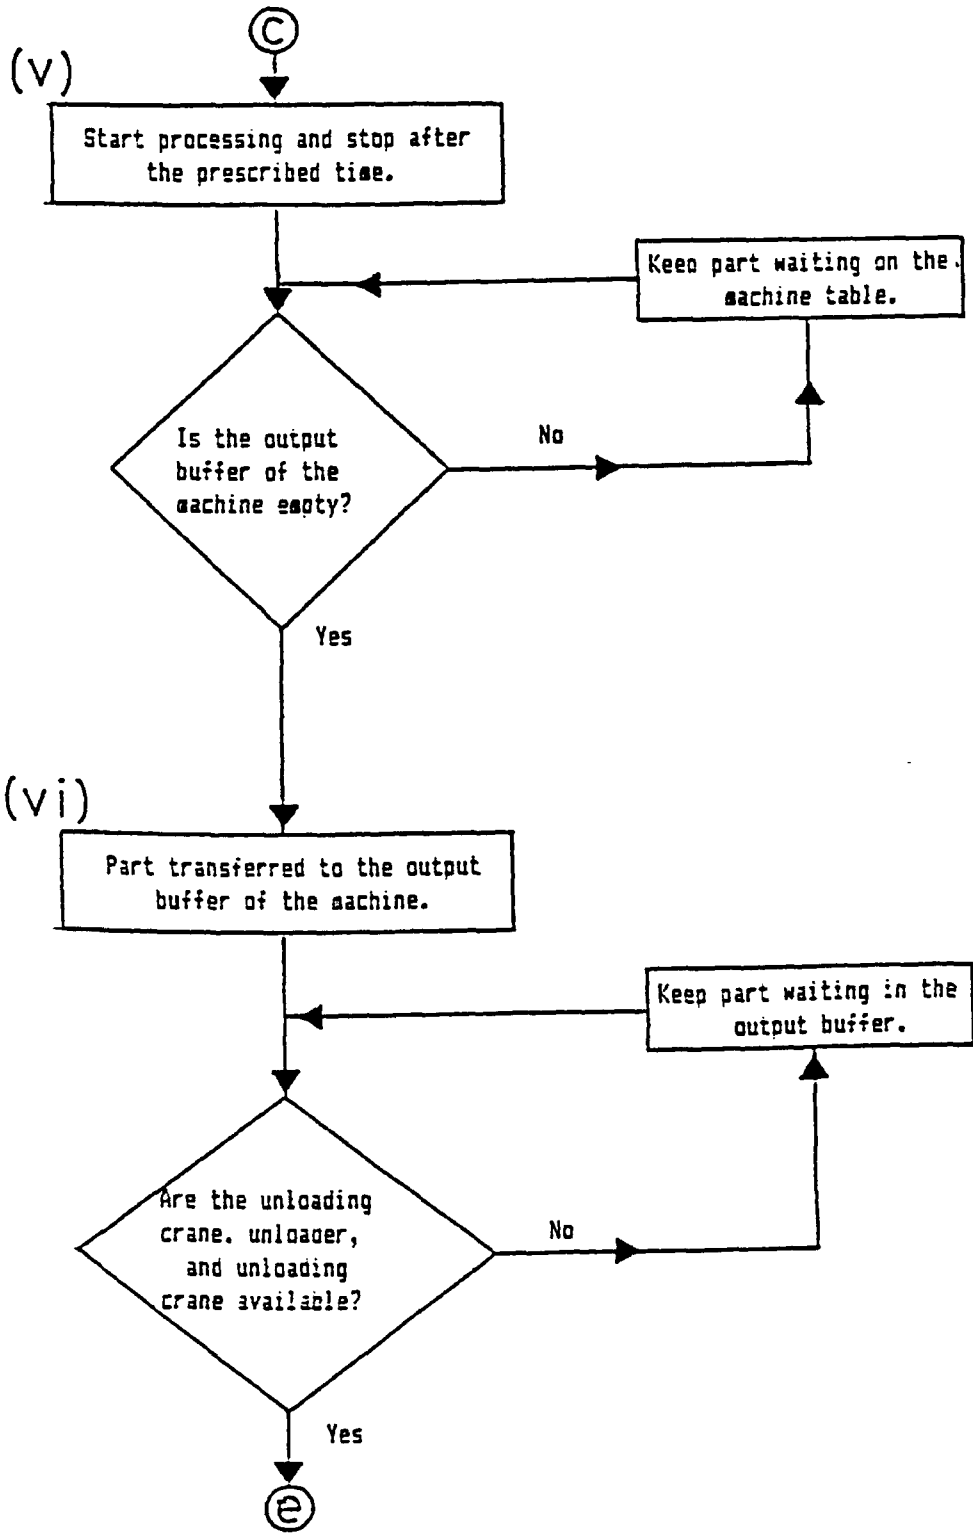 C
(v)
Start processing and stop after
the prescribed time.
Keep part waiting on the.
machine table.
Is the output
buffer of the
machine empty?
No
Yes
(vi)
Part transferred to the output
buffer of the machine.
Keep part waiting in the
output buffer.
Are the unloading
crane. unloader,
and unloading
crane available?
No
Yes
e